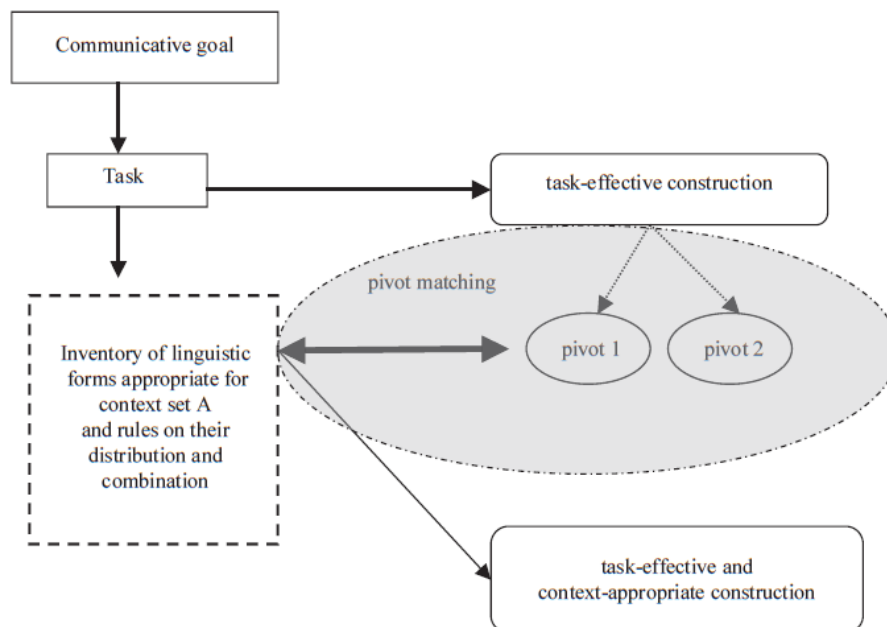 Communicative goal
Task
task-effective construction
pivot matching
pivot 1
pivot 2
Inventory of linguistic
forms appropriate for
context set A
and rules on their
distribution and
combination
task-effective and
context-appropriate construction